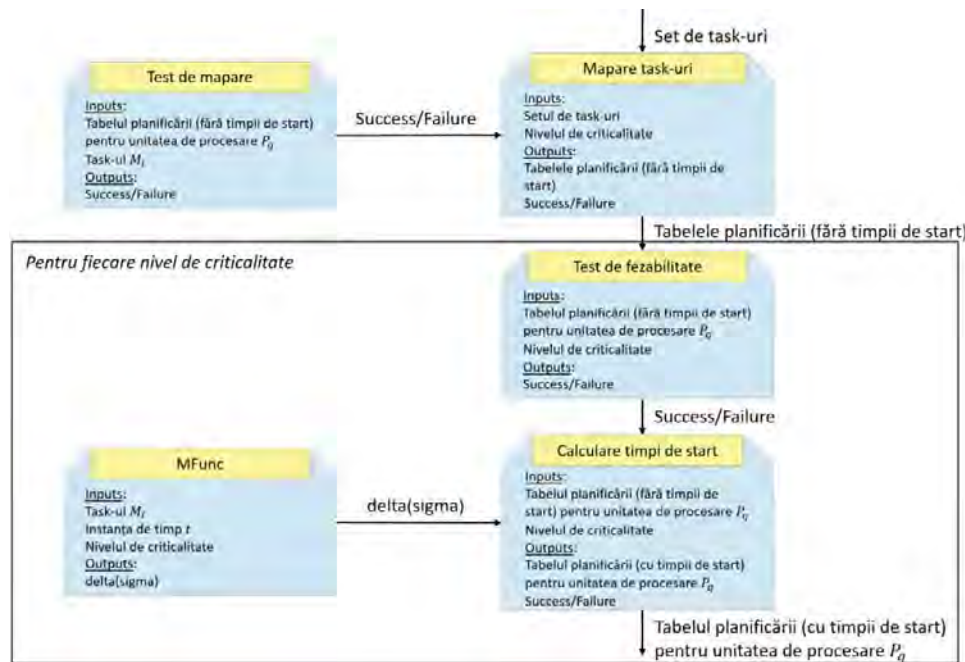 Set de task-uri
Test de mapare
Inputs:
Tabelul planificării (fără timpii de start)
pentru unitatea de procesare P_q
Task-ul M_i
Outputs:
Success/Failure
Success/Failure
Mapare task-uri
Inputs:
Setul de task-uri
Nivelul de criticalitate
Outputs:
Tabelele planificării (fără timpii de
start)
Success/Failure
Tabelele planificării (fără timpii de start)
Pentru fiecare nivel de criticalitate
Test de fezabilitate
Inputs:
Tabelul planificării (fără timpii de start)
pentru unitatea de procesare P_q
Nivelul de criticalitate
Outputs:
Success/Failure
Success/Failure
MFunc
Inputs:
Task-ul M_i
Instanța de timp t
Nivelul de criticalitate
Outputs:
delta(sigma)
delta(sigma)
Calculare timpi de start
Inputs:
Tabelul planificării (fără timpii de
start) pentru unitatea de procesare P_q
Nivelul de criticalitate
Outputs:
Tabelul planificării (cu timpii de start)
pentru unitatea de procesare P_q
Success/Failure
Tabelul planificării (cu timpii de start)
pentru unitatea de procesare P_q